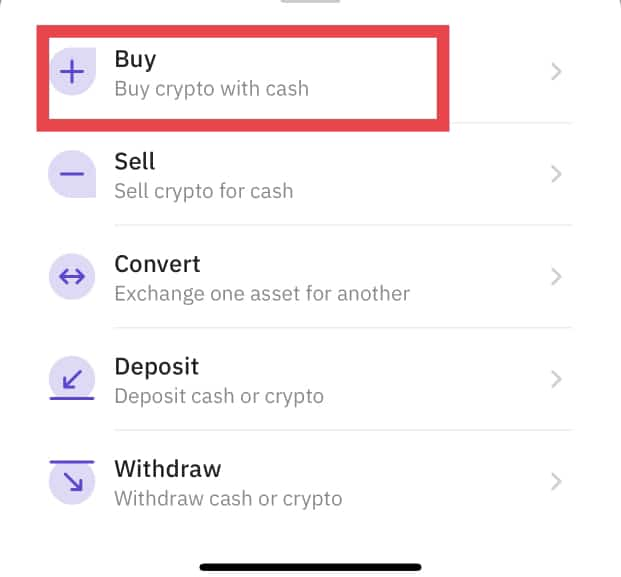 Buy
Buy crypto with cash
Sell
Sell crypto for cash
Convert
Exchange one asset for another
Deposit
Deposit cash or crypto
Withdraw
Withdraw cash or crypto